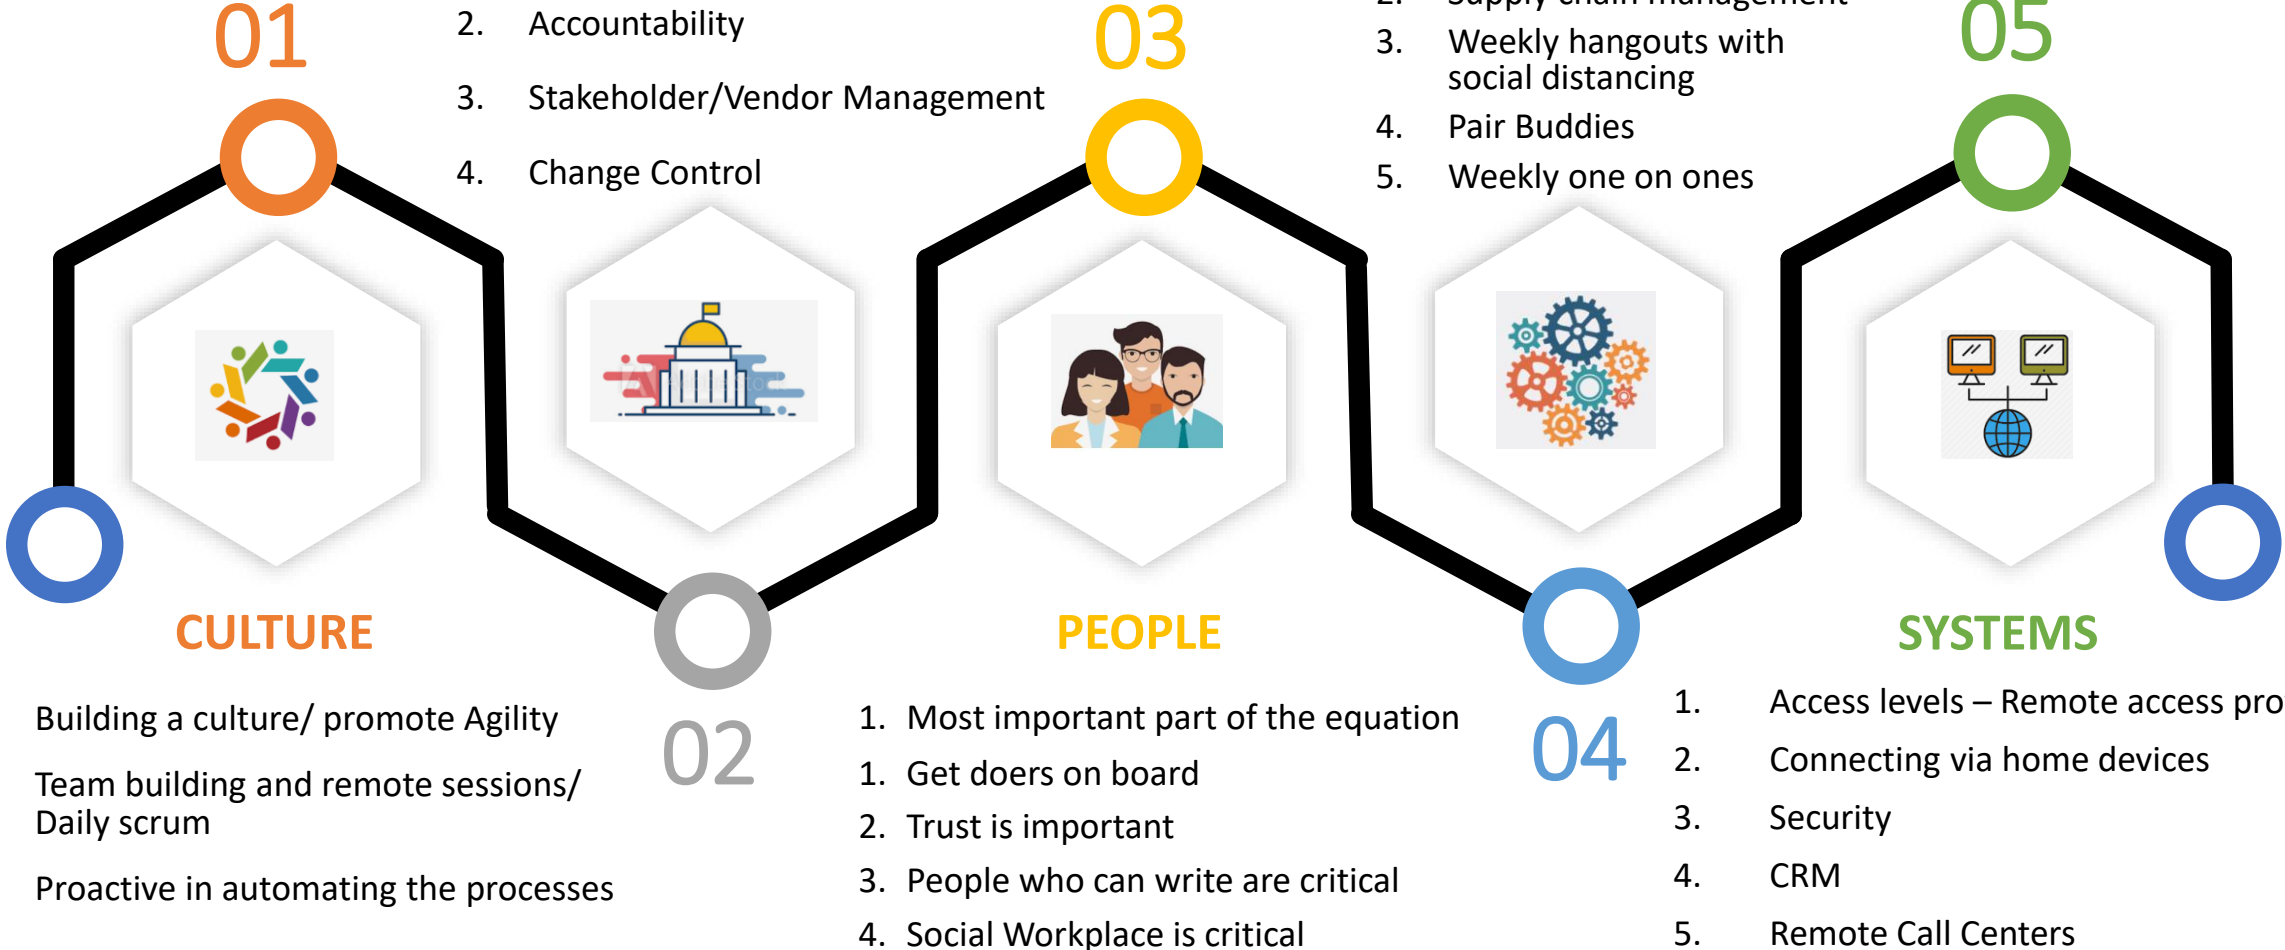 01
2. Accountability
3. Stakeholder/Vendor Management
4. Change Control
03
2. Supply chain management
3. Weekly hangouts with
social distancing
4. Pair Buddies
5. Weekly one on ones
05
CULTURE
Building a culture/ promote Agility
Team building and remote sessions/
Daily scrum
Proactive in automating the processes
02
PEOPLE
1. Most important part of the equation
1. Get doers on board
2. Trust is important
3. People who can write are critical
4. Social Workplace is critical
04
SYSTEMS
1. Access levels – Remote access pro
2. Connecting via home devices
3. Security
4. CRM
5. Remote Call Centers